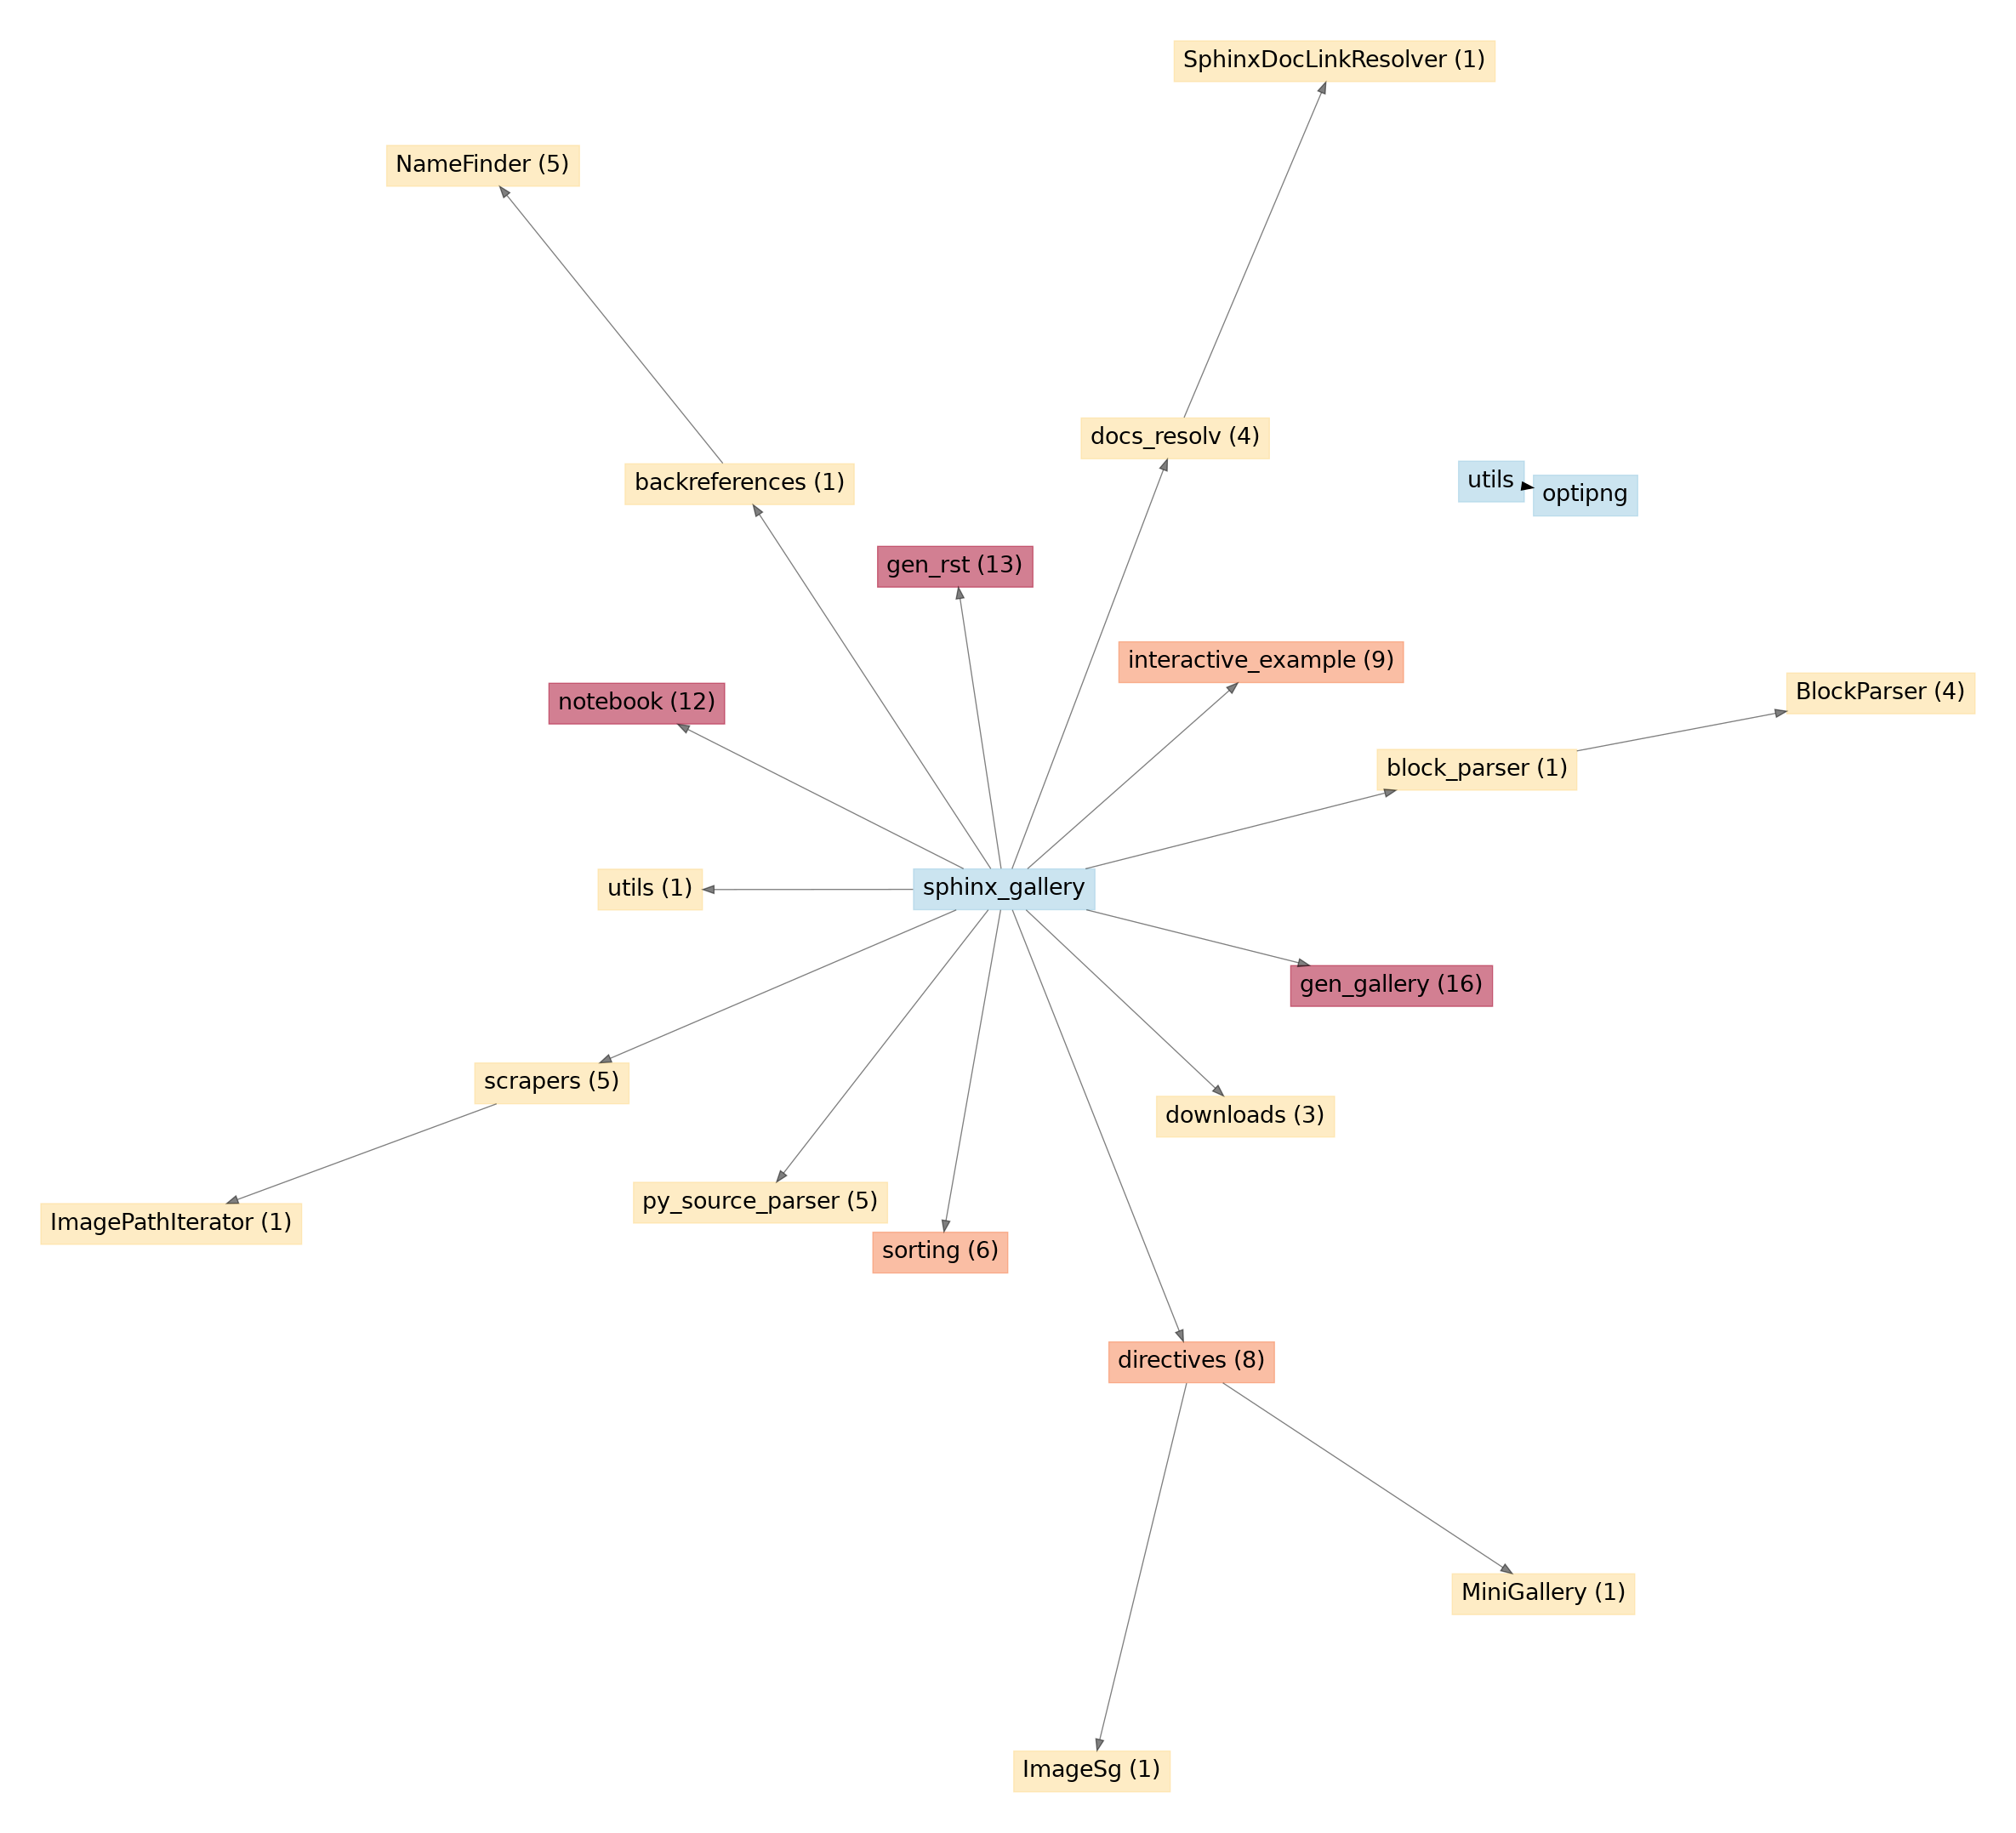 SphinxDocLinkResolver (1)
NameFinder (5)
docs_resolv (4)
backreferences (1)
utils
optipng
gen_rst (13)
interactive_example (9)
notebook (12)
BlockParser (4)
block_parser (1)
utils (1)
sphinx_gallery
gen_gallery (16)
scrapers (5)
downloads (3)
ImagePathIterator (1)
py_source_parser (5)
sorting (6)
directives (8)
MiniGallery (1)
ImageSg (1)